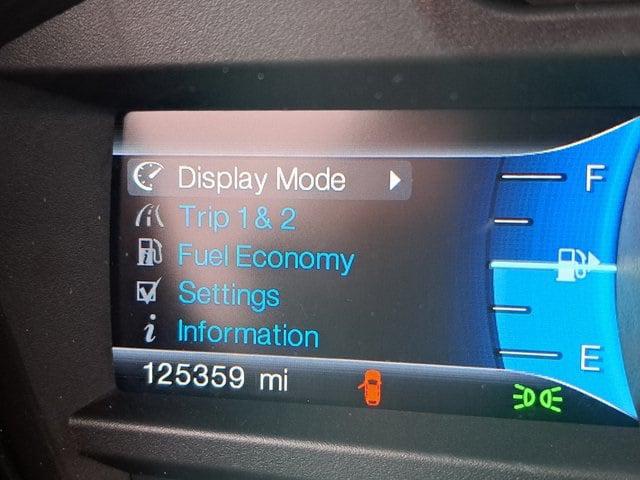 Display Mode
F
Trip 1 & 2
Fuel Economy
Settings
Information
E
125359 mi